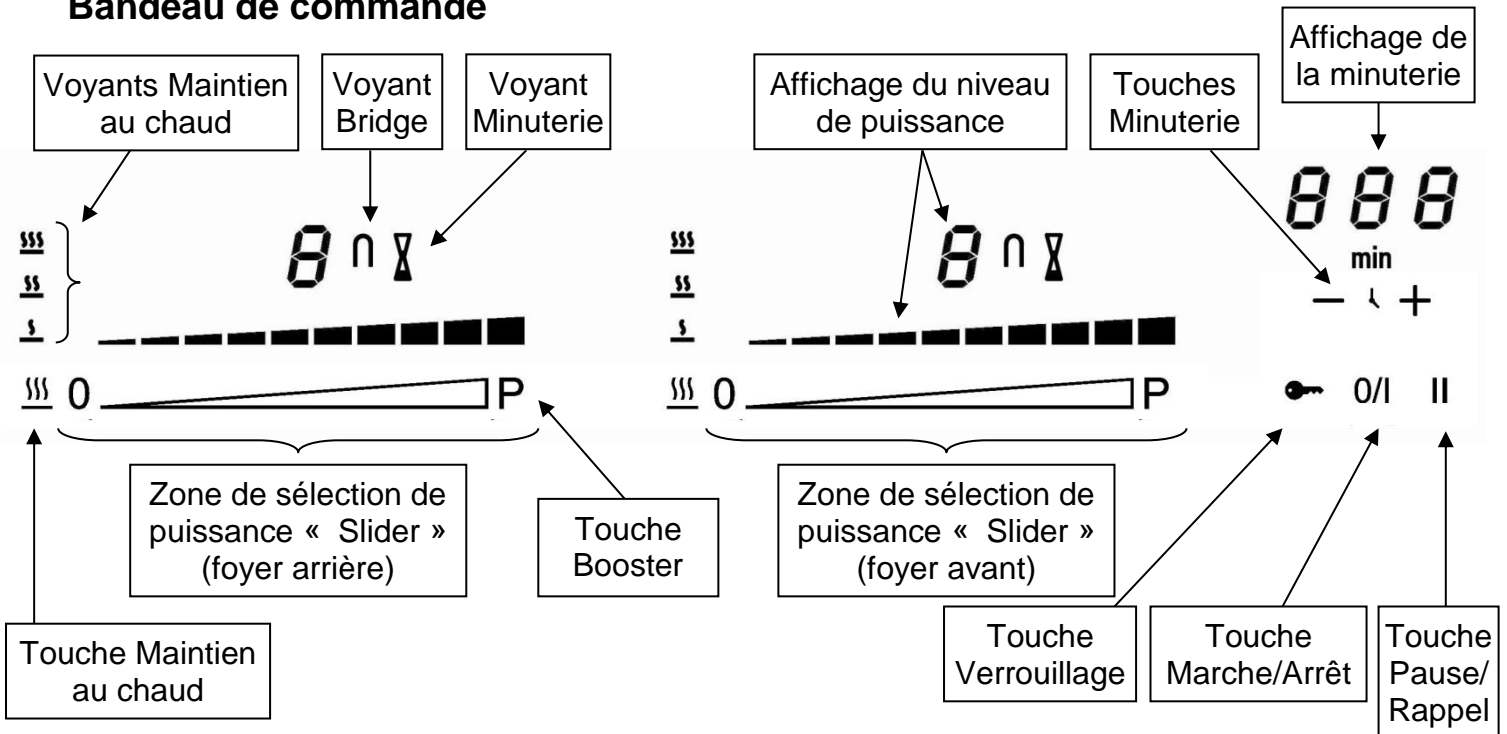 Bandeau de commande
Affichage de
la minuterie
Voyants Maintien
au chaud
Voyant
Bridge
Voyant
Minuterie
Affichage du niveau
de puissance
Touches
Minuterie
8
8
8 8 8
min
0 P
0 P
0/I II
Zone de sélection de
puissance « Slider »
(foyer arrière)
Touche
Booster
Zone de sélection de
puissance « Slider »
(foyer avant)
Touche Maintien
au chaud
Touche
Verrouillage
Touche
Marche/Arrêt
Touche
Pause/
Rappel